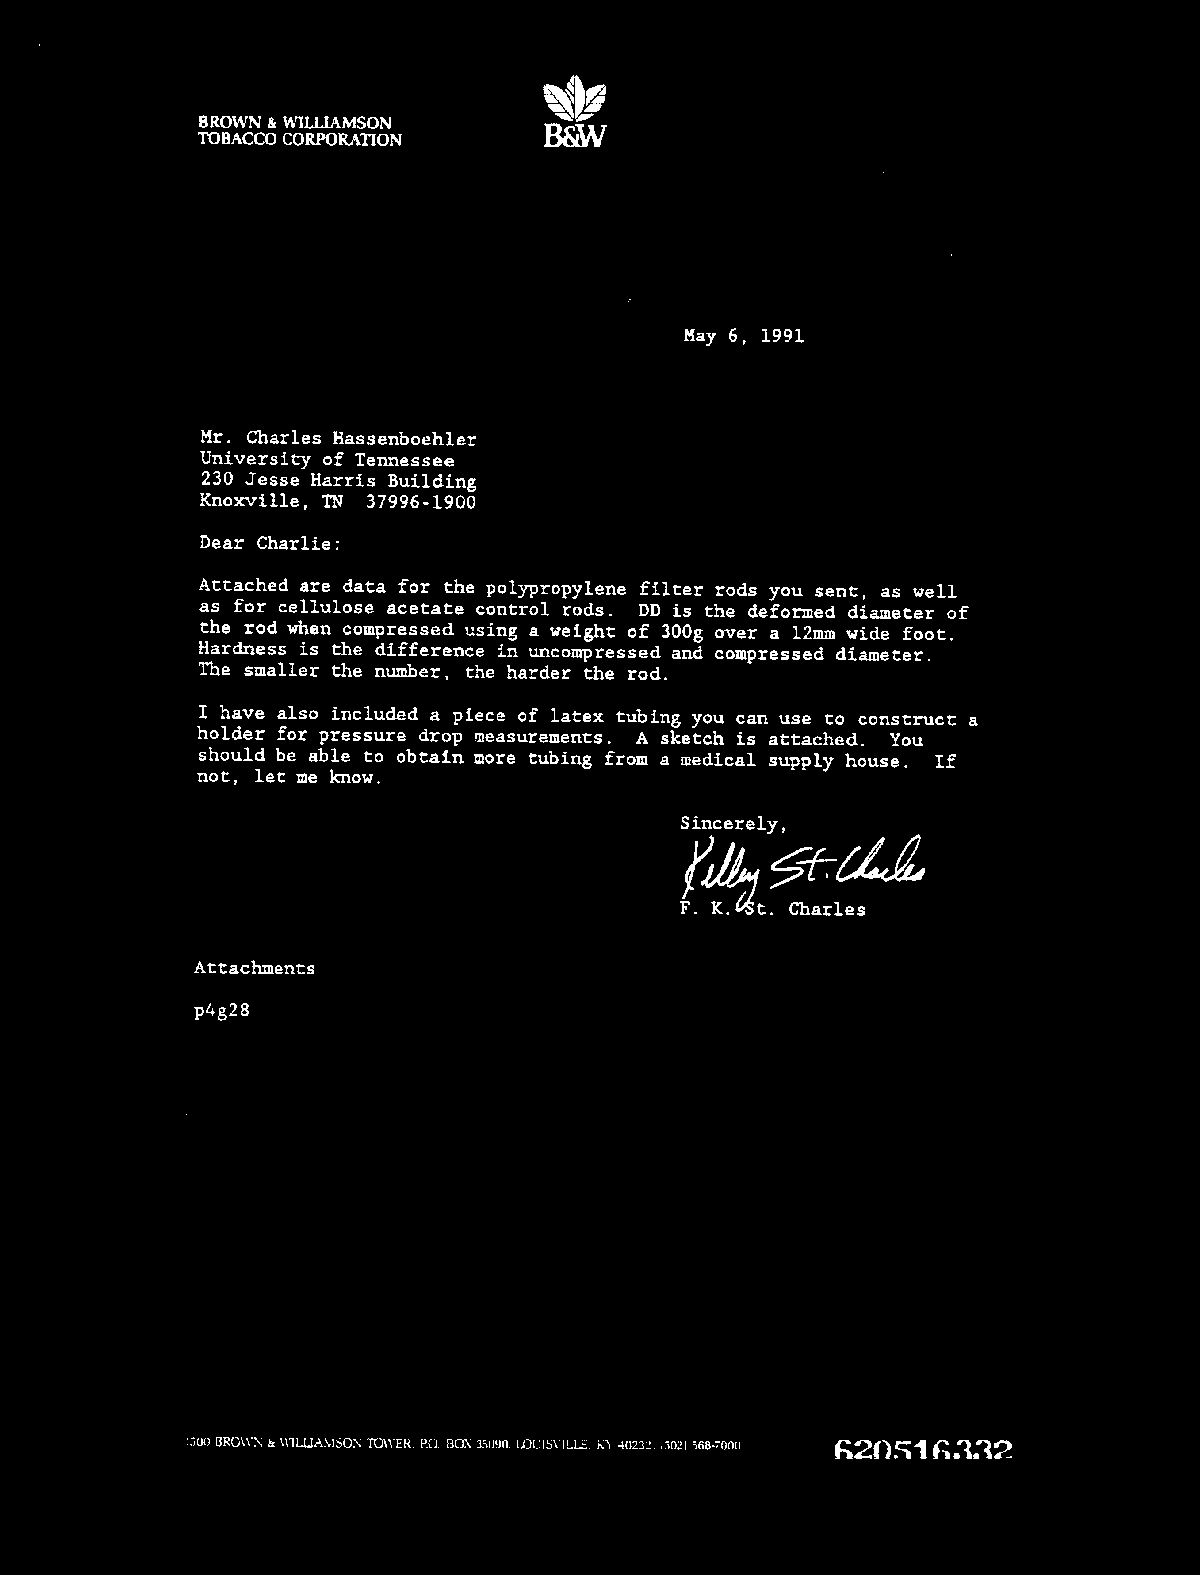 BROWN & WILLIAMSON
TOBACCO CORPORATION
B&W
May 6, 1991
Mr. Charles Hassenboehler
University of Tennessee
230 Jesse Harris Building
Knoxville, TN  37996-1900
Dear Charlie:
Attached are data for the polypropylene filter rods you sent, as well
as for cellulose acetate control rods.  DD is the deformed diameter of
the rod when compressed using a weight of 300g over a 12mm wide foot.
Hardness is the difference in uncompressed and compressed diameter.
The smaller the number, the harder the rod.
I have also included a piece of latex tubing you can use to construct a
holder for pressure drop measurements.  A sketch is attached.  You
should be able to obtain more tubing from a medical supply house.  If
not, let me know.
Sincerely,
Kelley St. Charles
F. K. St. Charles
Attachments
p4g28
1500 BROWN & WILLIAMSON TOWER, P.O. BOX 35090, LOUISVILLE, KY 40232, (502) 568-7000
620516332